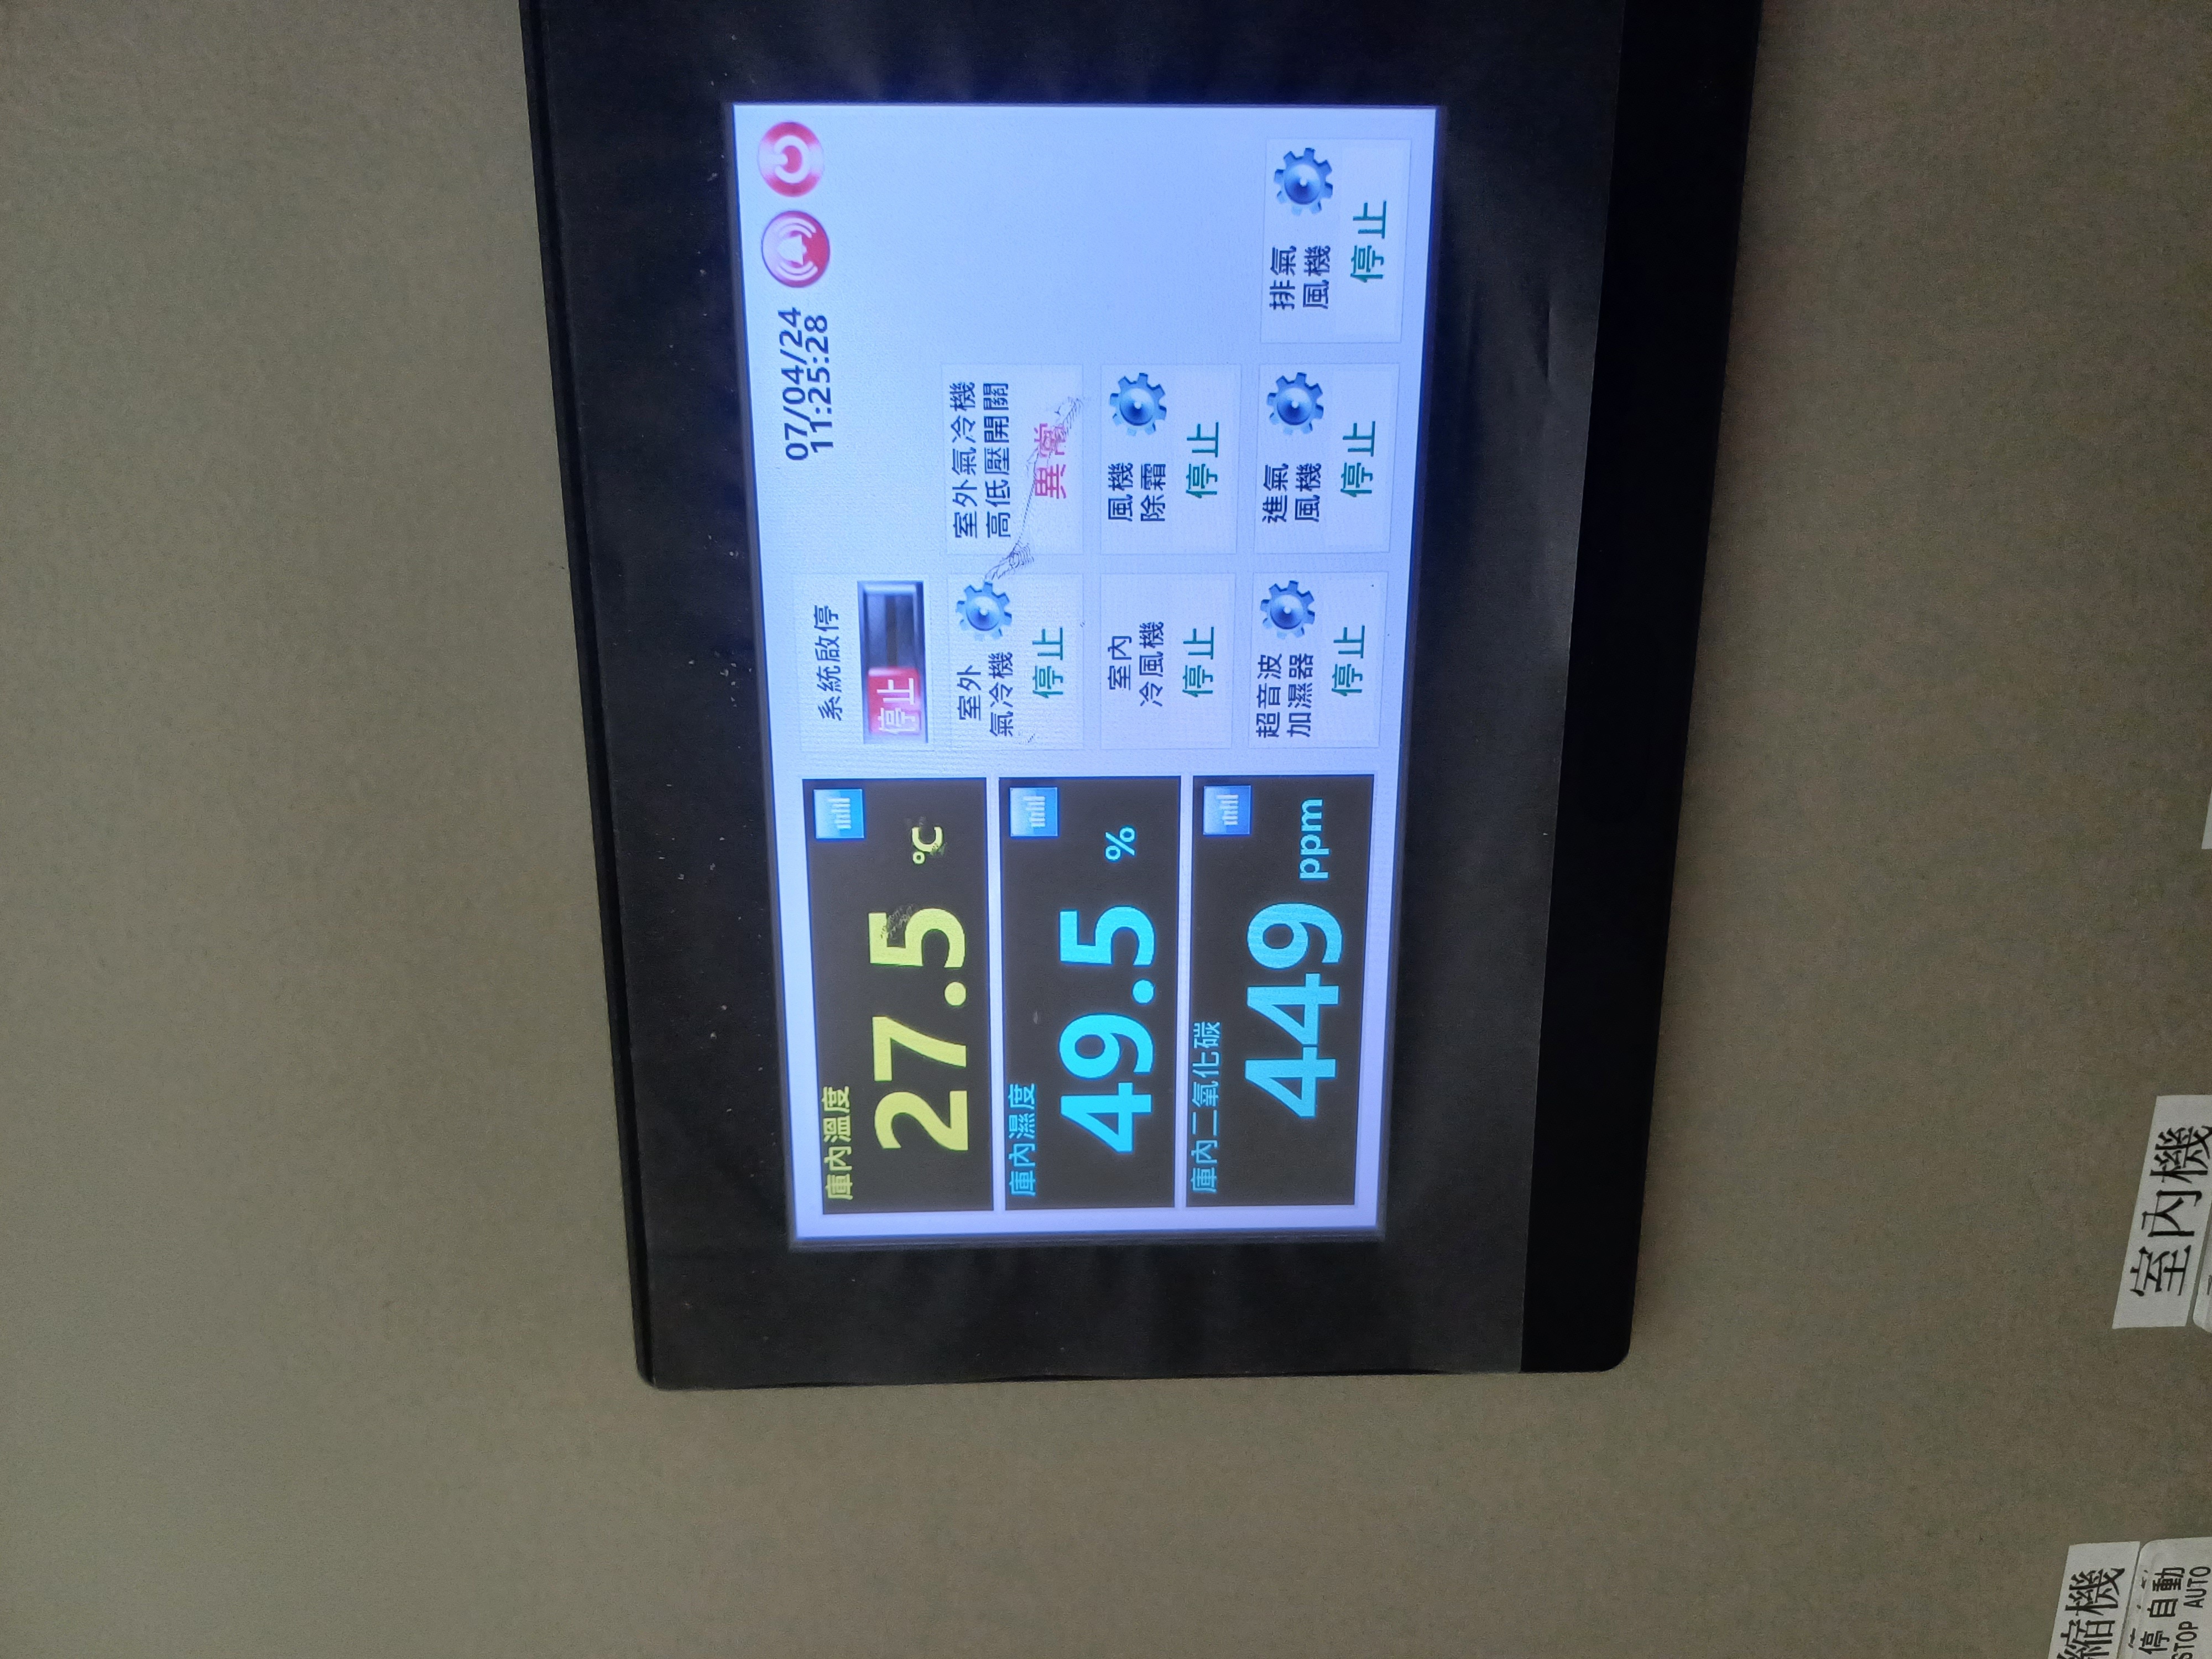 07/04/24
11:25:28
庫內溫度
27.5 ℃
庫內濕度
49.5 %
庫內二氧化碳
449 ppm
系統啟停
停止
室外
氣冷機
停止
室外氣冷機
高低壓開關
異常
室內
冷風機
停止
風機
除霜
停止
超音波
加濕器
停止
進氣
風機
停止
排氣
風機
停止
縮機
停 自動
STOP AUTO
室內機